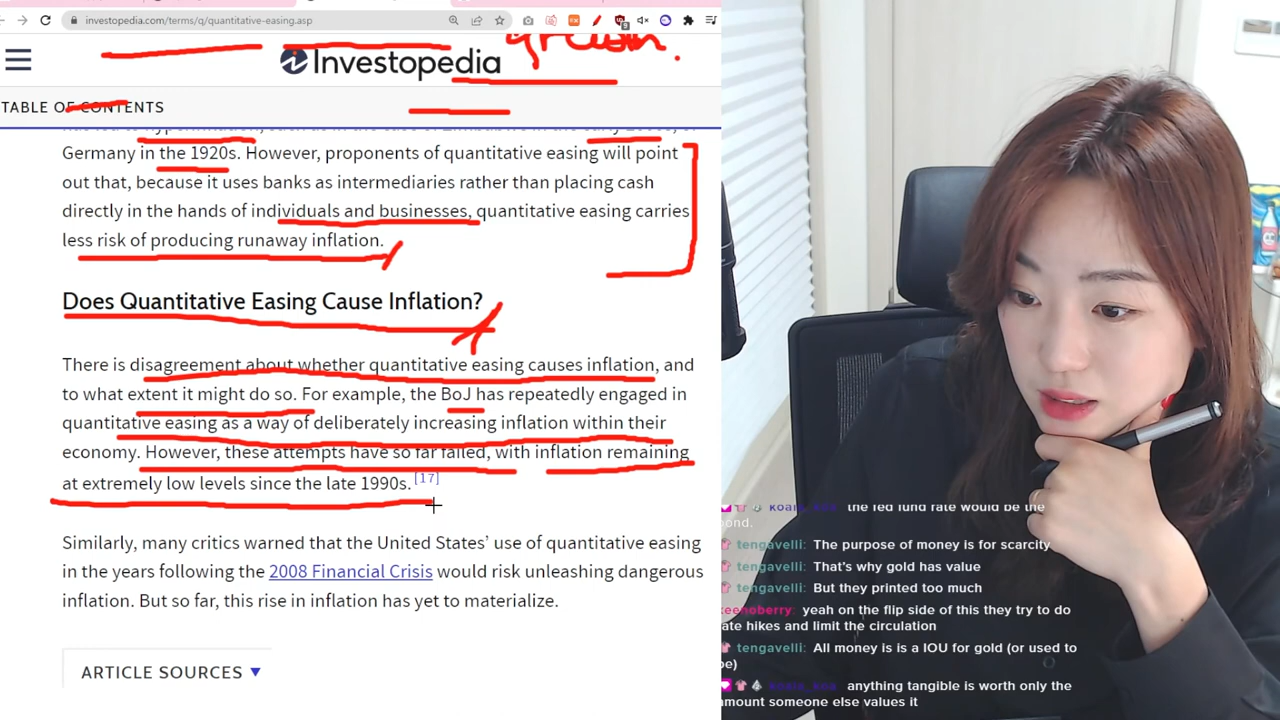 investopedia.com/terms/q/quantitative-easing.asp
growth.
Investopedia
TABLE OF CONTENTS
Germany in the 1920s. However, proponents of quantitative easing will point
out that, because it uses banks as intermediaries rather than placing cash
directly in the hands of individuals and businesses, quantitative easing carries
less risk of producing runaway inflation.
Does Quantitative Easing Cause Inflation?
There is disagreement about whether quantitative easing causes inflation, and
to what extent it might do so. For example, the BoJ has repeatedly engaged in
quantitative easing as a way of deliberately increasing inflation within their
economy. However, these attempts have so far failed, with inflation remaining
at extremely low levels since the late 1990s. [17]
Similarly, many critics warned that the United States' use of quantitative easing
in the years following the 2008 Financial Crisis would risk unleashing dangerous
inflation. But so far, this rise in inflation has yet to materialize.
ARTICLE SOURCES ▼
the fed fund rate would be the
tengavelli: The purpose of money is for scarcity
tengavelli: That's why gold has value
tengavelli: But they printed too much
keenoberry: yeah on the flip side of this they try to do
rate hikes and limit the circulation
tengavelli: All money is is a IOU for gold (or used to
be)
anything tangible is worth only the
amount someone else values it